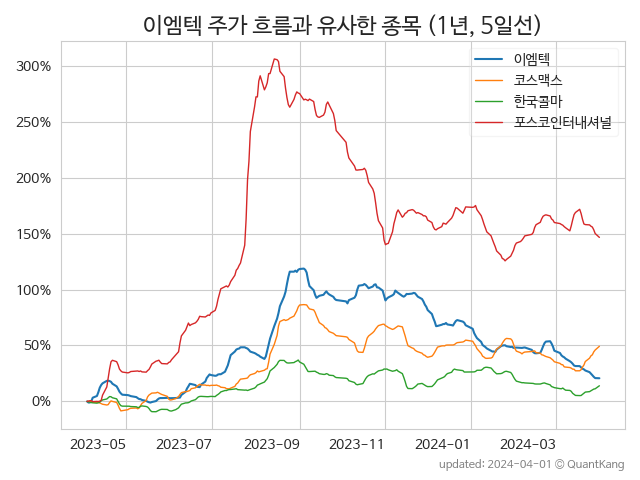 이엠텍 주가 흐름과 유사한 종목 (1년, 5일선)
이엠텍
코스맥스
한국콜마
포스코인터내셔널
300%
250%
200%
150%
100%
50%
0%
2023-05 2023-07 2023-09 2023-11 2024-01 2024-03
updated: 2024-04-01 © QuantKang